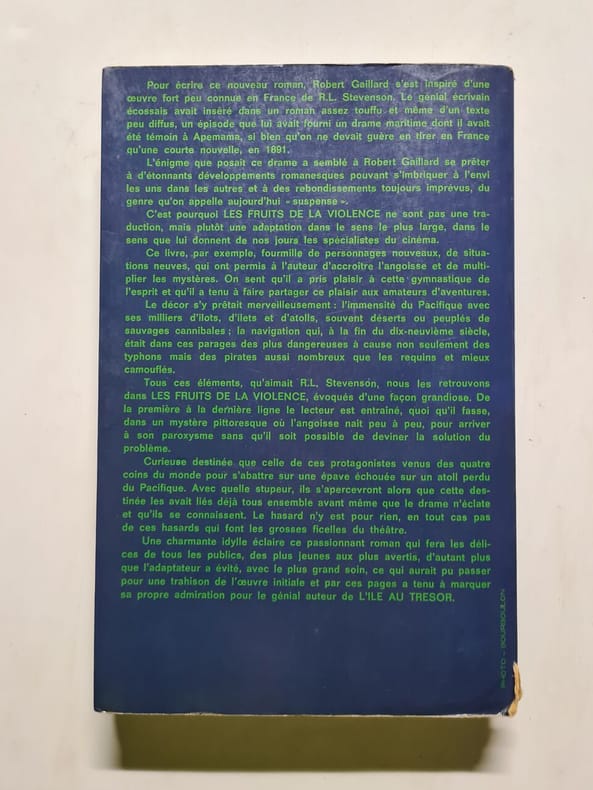 Pour écrire ce nouveau roman, Robert Gaillard s'est inspiré d'une
œuvre fort peu connue en France de R.L. Stevenson. Le génial écrivain
écossais avait inséré dans un roman assez touffu et même d'un texte
peu diffus, un épisode que lui avait fourni un drame maritime dont il avait
été témoin à Apemama, si bien qu'on ne devait guère en tirer en France
qu'une courte nouvelle, en 1891.
L'énigme que posait ce drame a semblé à Robert Gaillard se prêter
à d'étonnants développements romanesques pouvant s'imbriquer à l'envi
les uns dans les autres et à des rebondissements toujours imprévus, du
genre qu'on appelle aujourd'hui « suspense ».
C'est pourquoi LES FRUITS DE LA VIOLENCE ne sont pas une tra-
duction, mais plutôt une adaptation dans le sens le plus large, dans le
sens que lui donnent de nos jours les spécialistes du cinéma.
Ce livre, par exemple, fourmille de personnages nouveaux, de situa-
tions neuves, qui ont permis à l'auteur d'accroître l'angoisse et de multi-
plier les mystères. On sent qu'il a pris plaisir à cette gymnastique de
l'esprit et qu'il a tenu à faire partager ce plaisir aux amateurs d'aventures.
Le décor s'y prêtait merveilleusement : l'immensité du Pacifique avec
ses milliers d'îlots, d'îlets et d'atolls, souvent déserts ou peuplés de
sauvages cannibales ; la navigation qui, à la fin du dix-neuvième siècle,
était dans ces parages des plus dangereuses à cause non seulement des
typhons mais des pirates aussi nombreux que les requins et mieux
camouflés.
Tous ces éléments, qu'aimait R.L. Stevenson, nous les retrouvons
dans LES FRUITS DE LA VIOLENCE, évoqués d'une façon grandiose. De
la première à la dernière ligne le lecteur est entraîné, quoi qu'il fasse,
dans un mystère pittoresque où l'angoisse naît peu à peu, pour arriver
à son paroxysme sans qu'il soit possible de deviner la solution du
problème.
Curieuse destinée que celle de ces protagonistes venus des quatre
coins du monde pour s'abattre sur une épave échouée sur un atoll perdu
du Pacifique. Avec quelle stupeur, ils s'apercevront alors que cette des-
tinée les avait liés déjà tous ensemble avant même que le drame n'éclate
et qu'ils se connaissent. Le hasard n'y est pour rien, en tout cas pas
de ces hasards qui font les grosses ficelles du théâtre.
Une charmante idylle éclaire ce passionnant roman qui fera les déli-
ces de tous les publics, des plus jeunes aux plus avertis, d'autant plus
que l'adaptateur a évité, avec le plus grand soin, ce qui aurait pu passer
pour une trahison de l'œuvre initiale et par ces pages a tenu à marquer
sa propre admiration pour le génial auteur de L'ILE AU TRESOR.
PHOTO - BOURBOULON